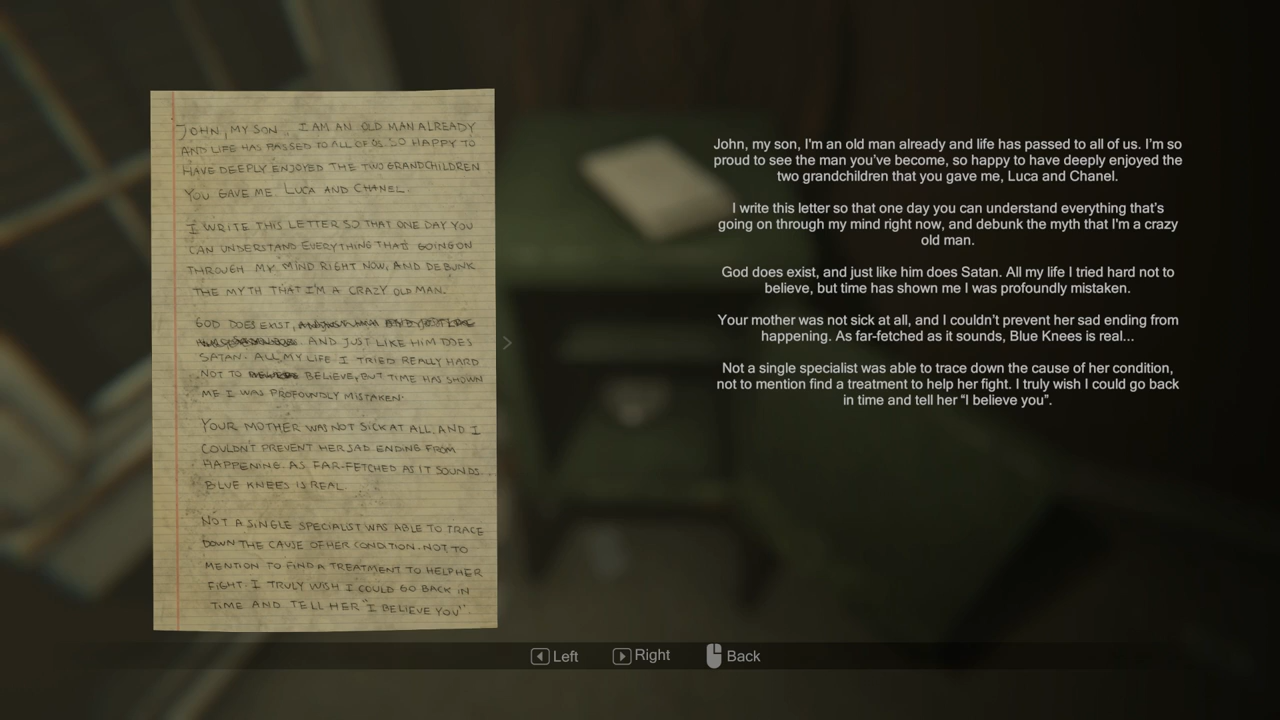 JOHN, MY SON... I AM AN OLD MAN ALREADY
AND LIFE HAS PASSED TO ALL OF US. SO HAPPY TO
HAVE DEEPLY ENJOYED THE TWO GRANDCHILDREN
YOU GAVE ME. LUCA AND CHANEL.
I WRITE THIS LETTER SO THAT ONE DAY YOU
CAN UNDERSTAND EVERYTHING THAT'S GOING ON
THROUGH MY MIND RIGHT NOW, AND DEBUNK
THE MYTH THAT I'M A CRAZY OLD MAN.
GOD DOES EXIST,
AND JUST LIKE HIM DOES
SATAN. ALL MY LIFE I TRIED REALLY HARD
NOT TO BELIEVE, BUT TIME HAS SHOWN
ME I WAS PROFOUNDLY MISTAKEN.
YOUR MOTHER WAS NOT SICK AT ALL, AND I
COULDN'T PREVENT HER SAD ENDING FROM
HAPPENING. AS FAR-FETCHED AS IT SOUNDS
BLUE KNEES IS REAL.
NOT A SINGLE SPECIALIST WAS ABLE TO TRACE
DOWN THE CAUSE OF HER CONDITION. NOT TO
MENTION TO FIND A TREATMENT TO HELP HER
FIGHT. I TRULY WISH I COULD GO BACK IN
TIME AND TELL HER "I BELIEVE YOU"
John, my son, I'm an old man already and life has passed to all of us. I'm so
proud to see the man you've become, so happy to have deeply enjoyed the
two grandchildren that you gave me, Luca and Chanel.
I write this letter so that one day you can understand everything that's
going on through my mind right now, and debunk the myth that I'm a crazy
old man.
God does exist, and just like him does Satan. All my life I tried hard not to
believe, but time has shown me I was profoundly mistaken.
Your mother was not sick at all, and I couldn't prevent her sad ending from
happening. As far-fetched as it sounds, Blue Knees is real...
Not a single specialist was able to trace down the cause of her condition,
not to mention find a treatment to help her fight. I truly wish I could go back
in time and tell her “I believe you”.
Left Right Back